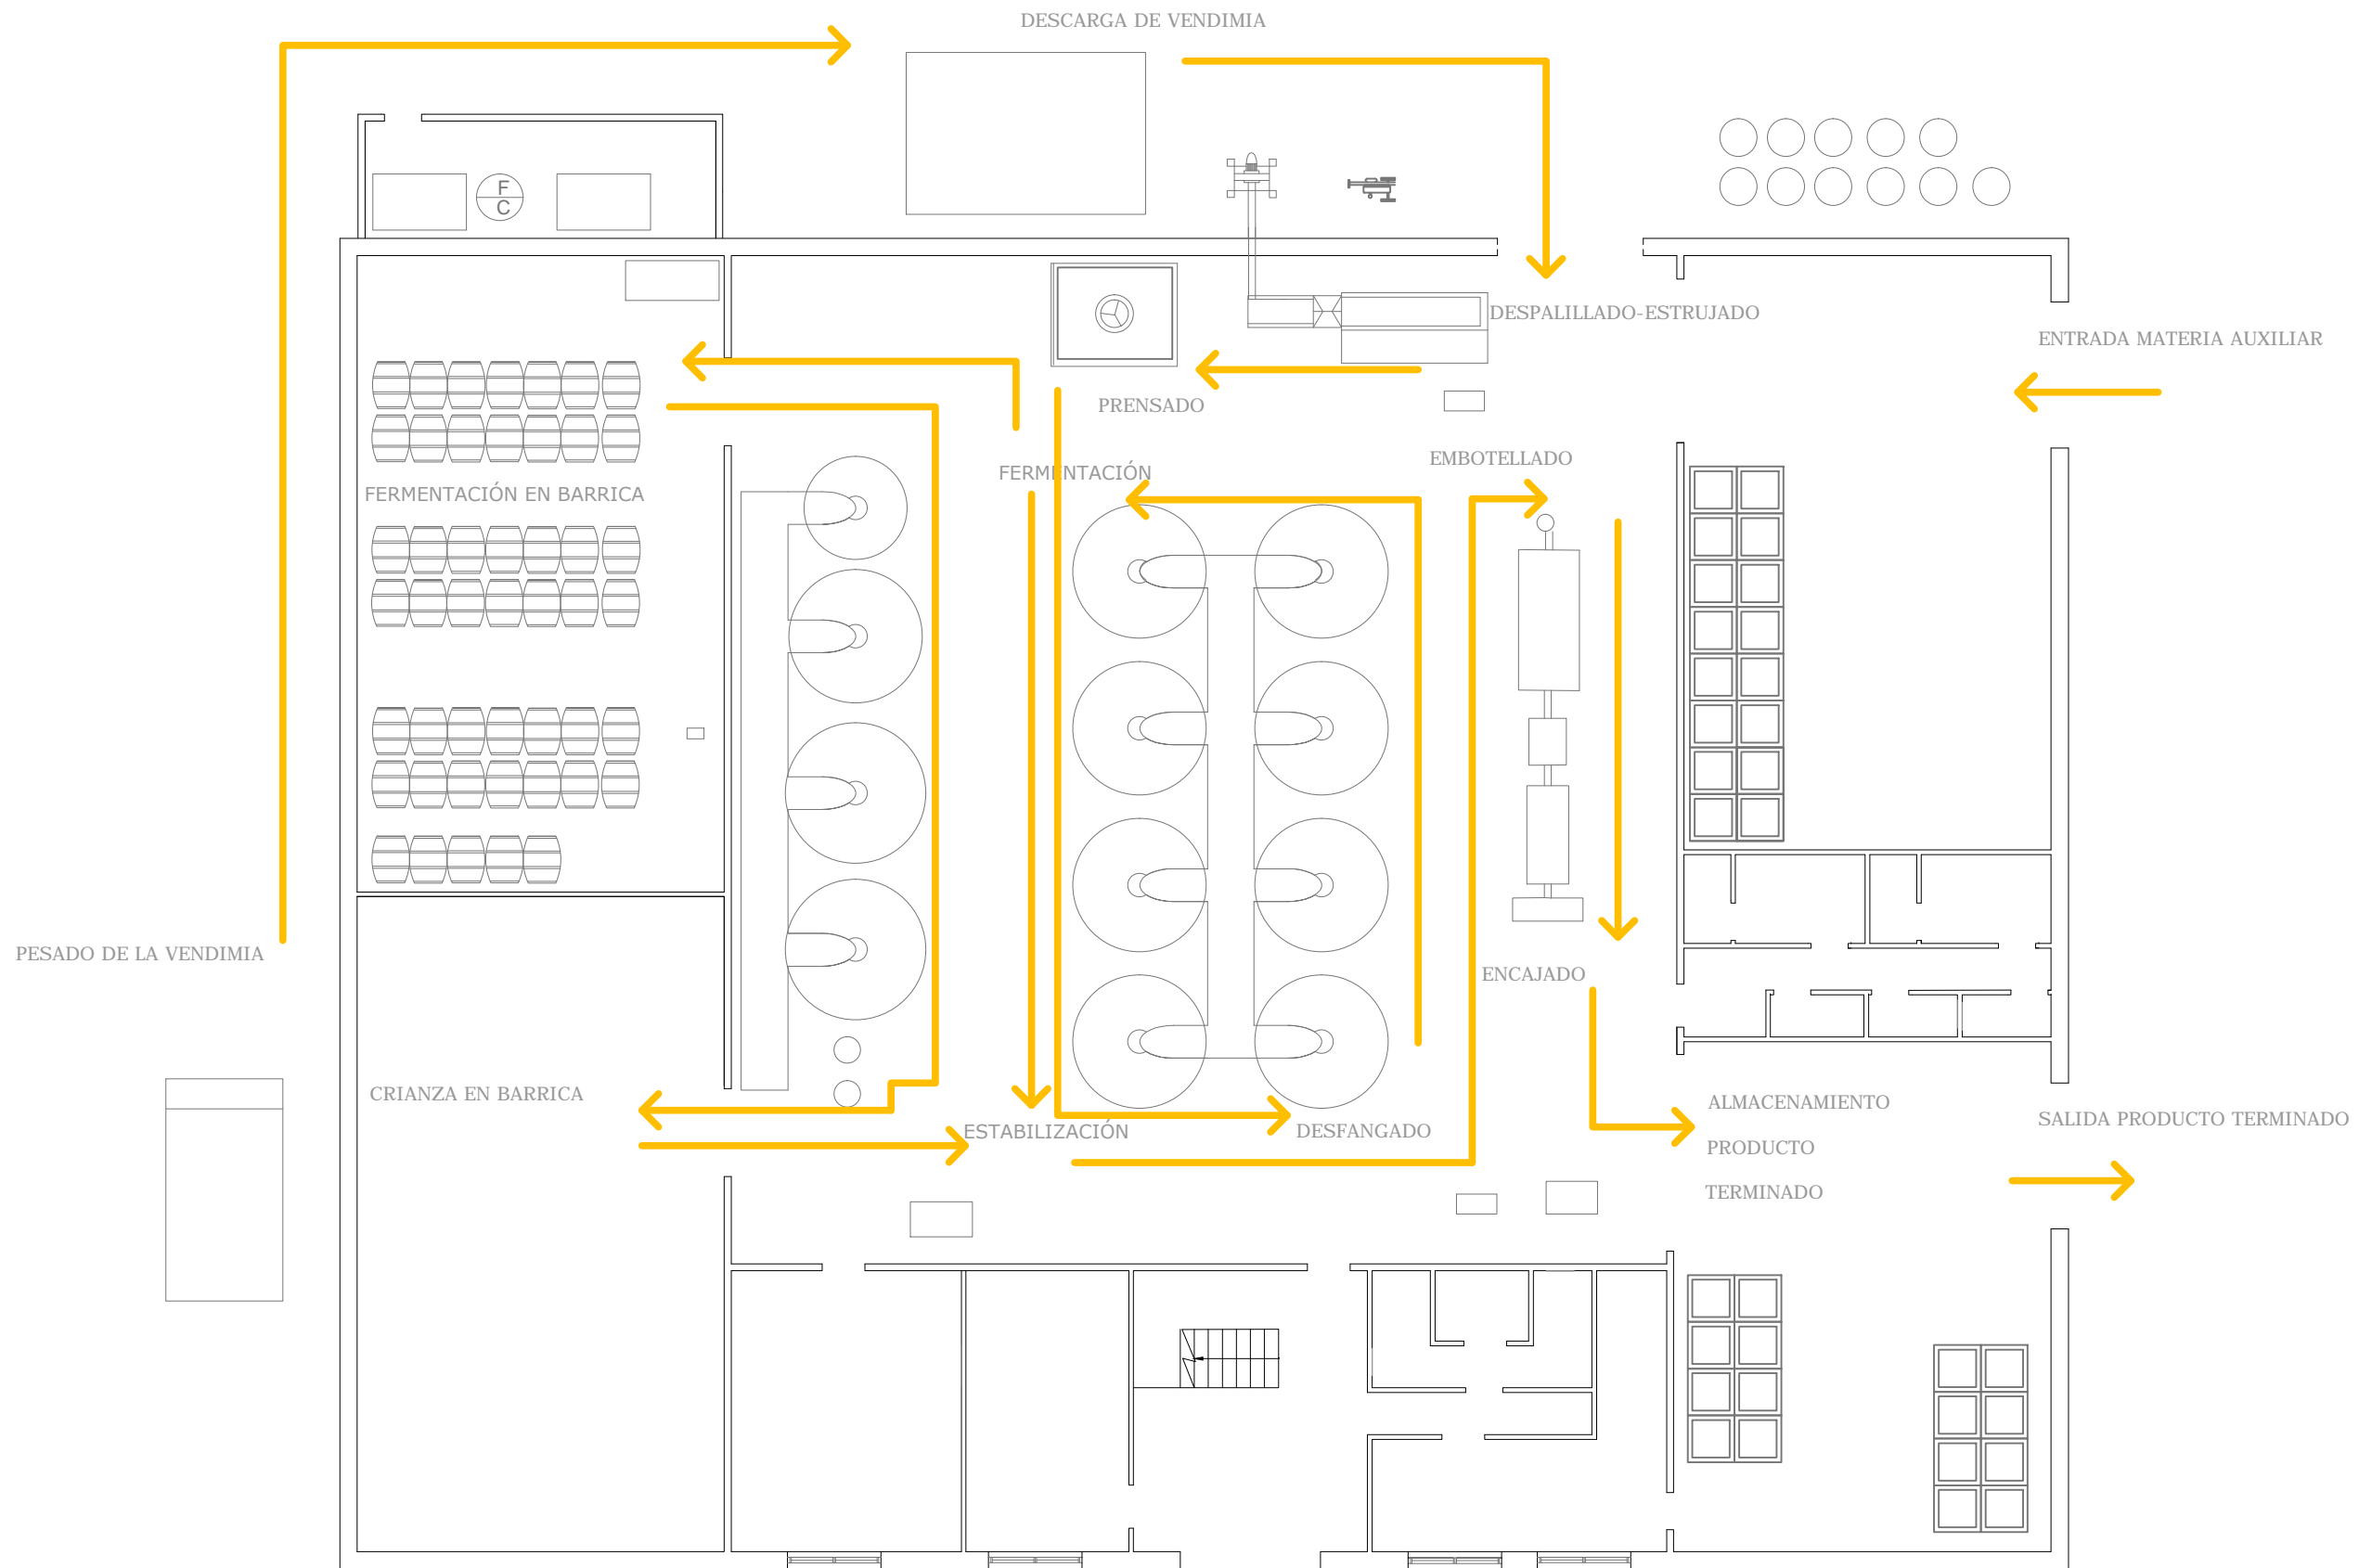 DESCARGA DE VENDIMIA
F
C
DESPALILLADO-ESTRUJADO
ENTRADA MATERIA AUXILIAR
PRENSADO
EMBOTELLADO
FERMENTACIÓN
FERMENTACIÓN EN BARRICA
PESADO DE LA VENDIMIA
ENCAJADO
CRIANZA EN BARRICA
ALMACENAMIENTO
PRODUCTO
TERMINADO
SALIDA PRODUCTO TERMINADO
ESTABILIZACIÓN
DESFANGADO